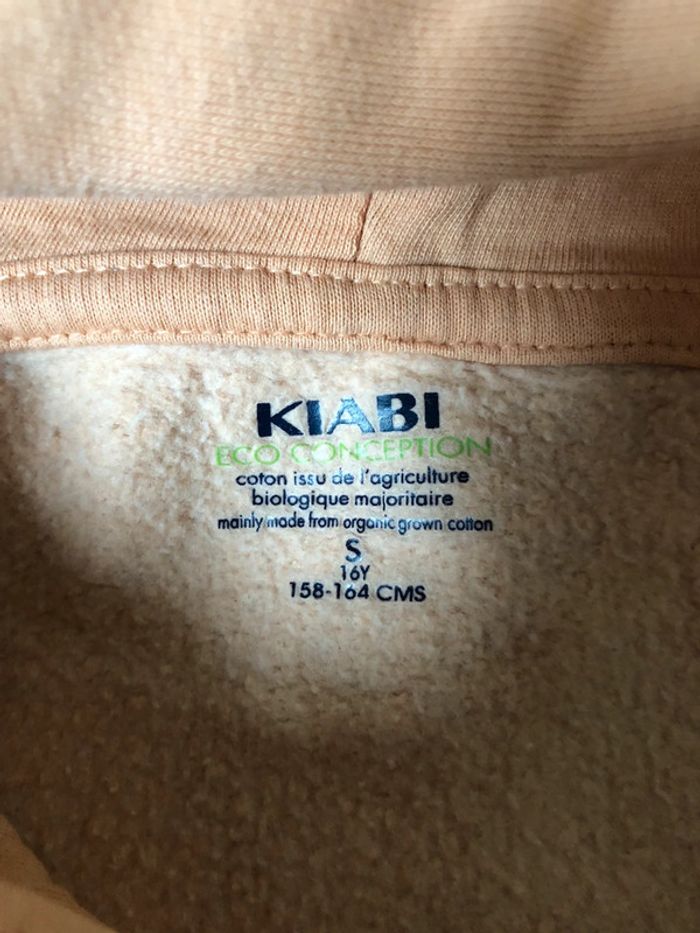 KIABI
ECO CONCEPTION
coton issu de l'agriculture
biologique majoritaire
mainly made from organic grown cotton
S
16Y
158-164 CMS